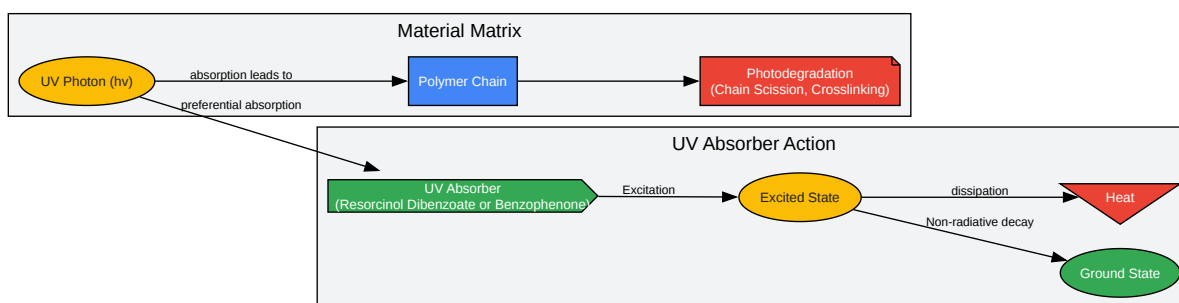 Material Matrix
UV Photon (hv)
absorption leads to
Polymer Chain
Photodegradation
(Chain Scission, Crosslinking)
preferential absorption
UV Absorber Action
UV Absorber
(Resorcinol Dibenzoate or Benzophenone)
Excitation
Excited State
dissipation
Heat
Non-radiative decay
Ground State